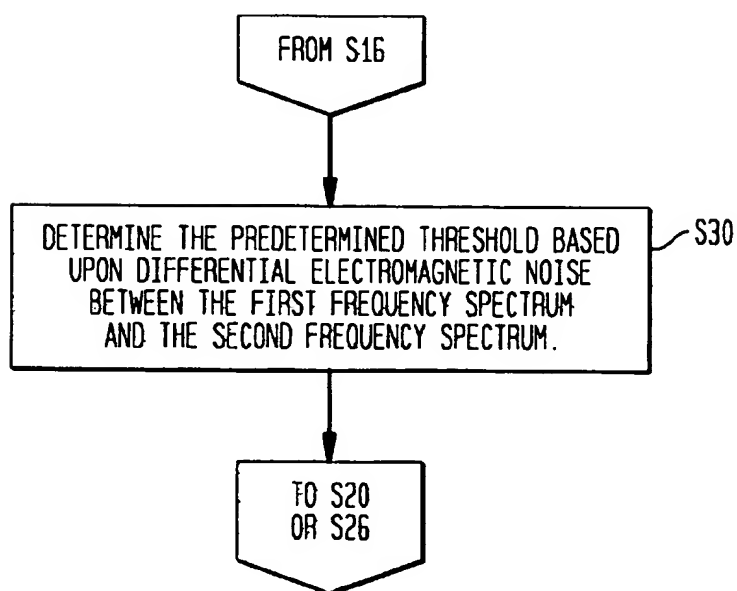 FROM S16
DETERMINE THE PREDETERMINED THRESHOLD BASED
UPON DIFFERENTIAL ELECTROMAGNETIC NOISE
BETWEEN THE FIRST FREQUENCY SPECTRUM
AND THE SECOND FREQUENCY SPECTRUM.
S30
TO S20
OR S26